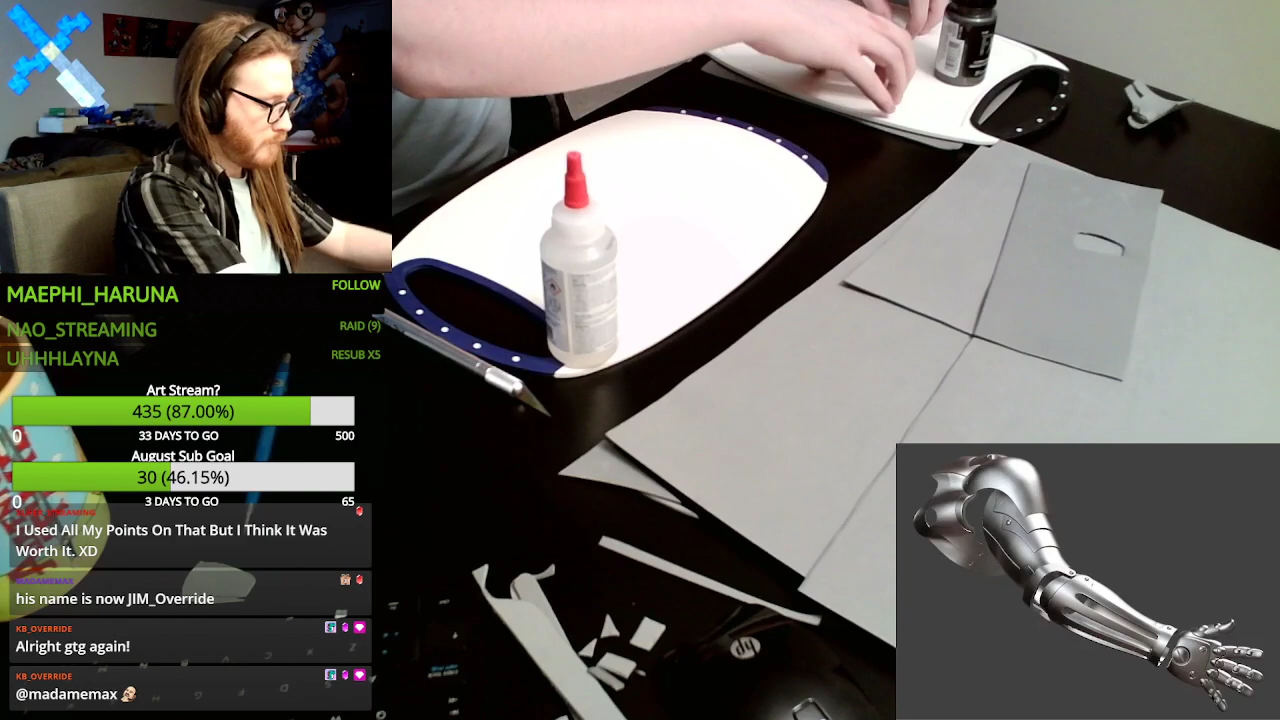 MAEPHI_HARUNA FOLLOW
NAO_STREAMING RAID (9)
UHHHLAYNA RESUB X5
Art Stream?
435 (87.00%)
0 33 DAYS TO GO 500
August Sub Goal
30 (46.15%)
0 3 DAYS TO GO 65
I Used All My Points On That But I Think It Was
Worth It. XD
MADAMEMAX
his name is now JIM_Override
KB_OVERRIDE
Alright gtg again!
KB_OVERRIDE
@madamemax
hp